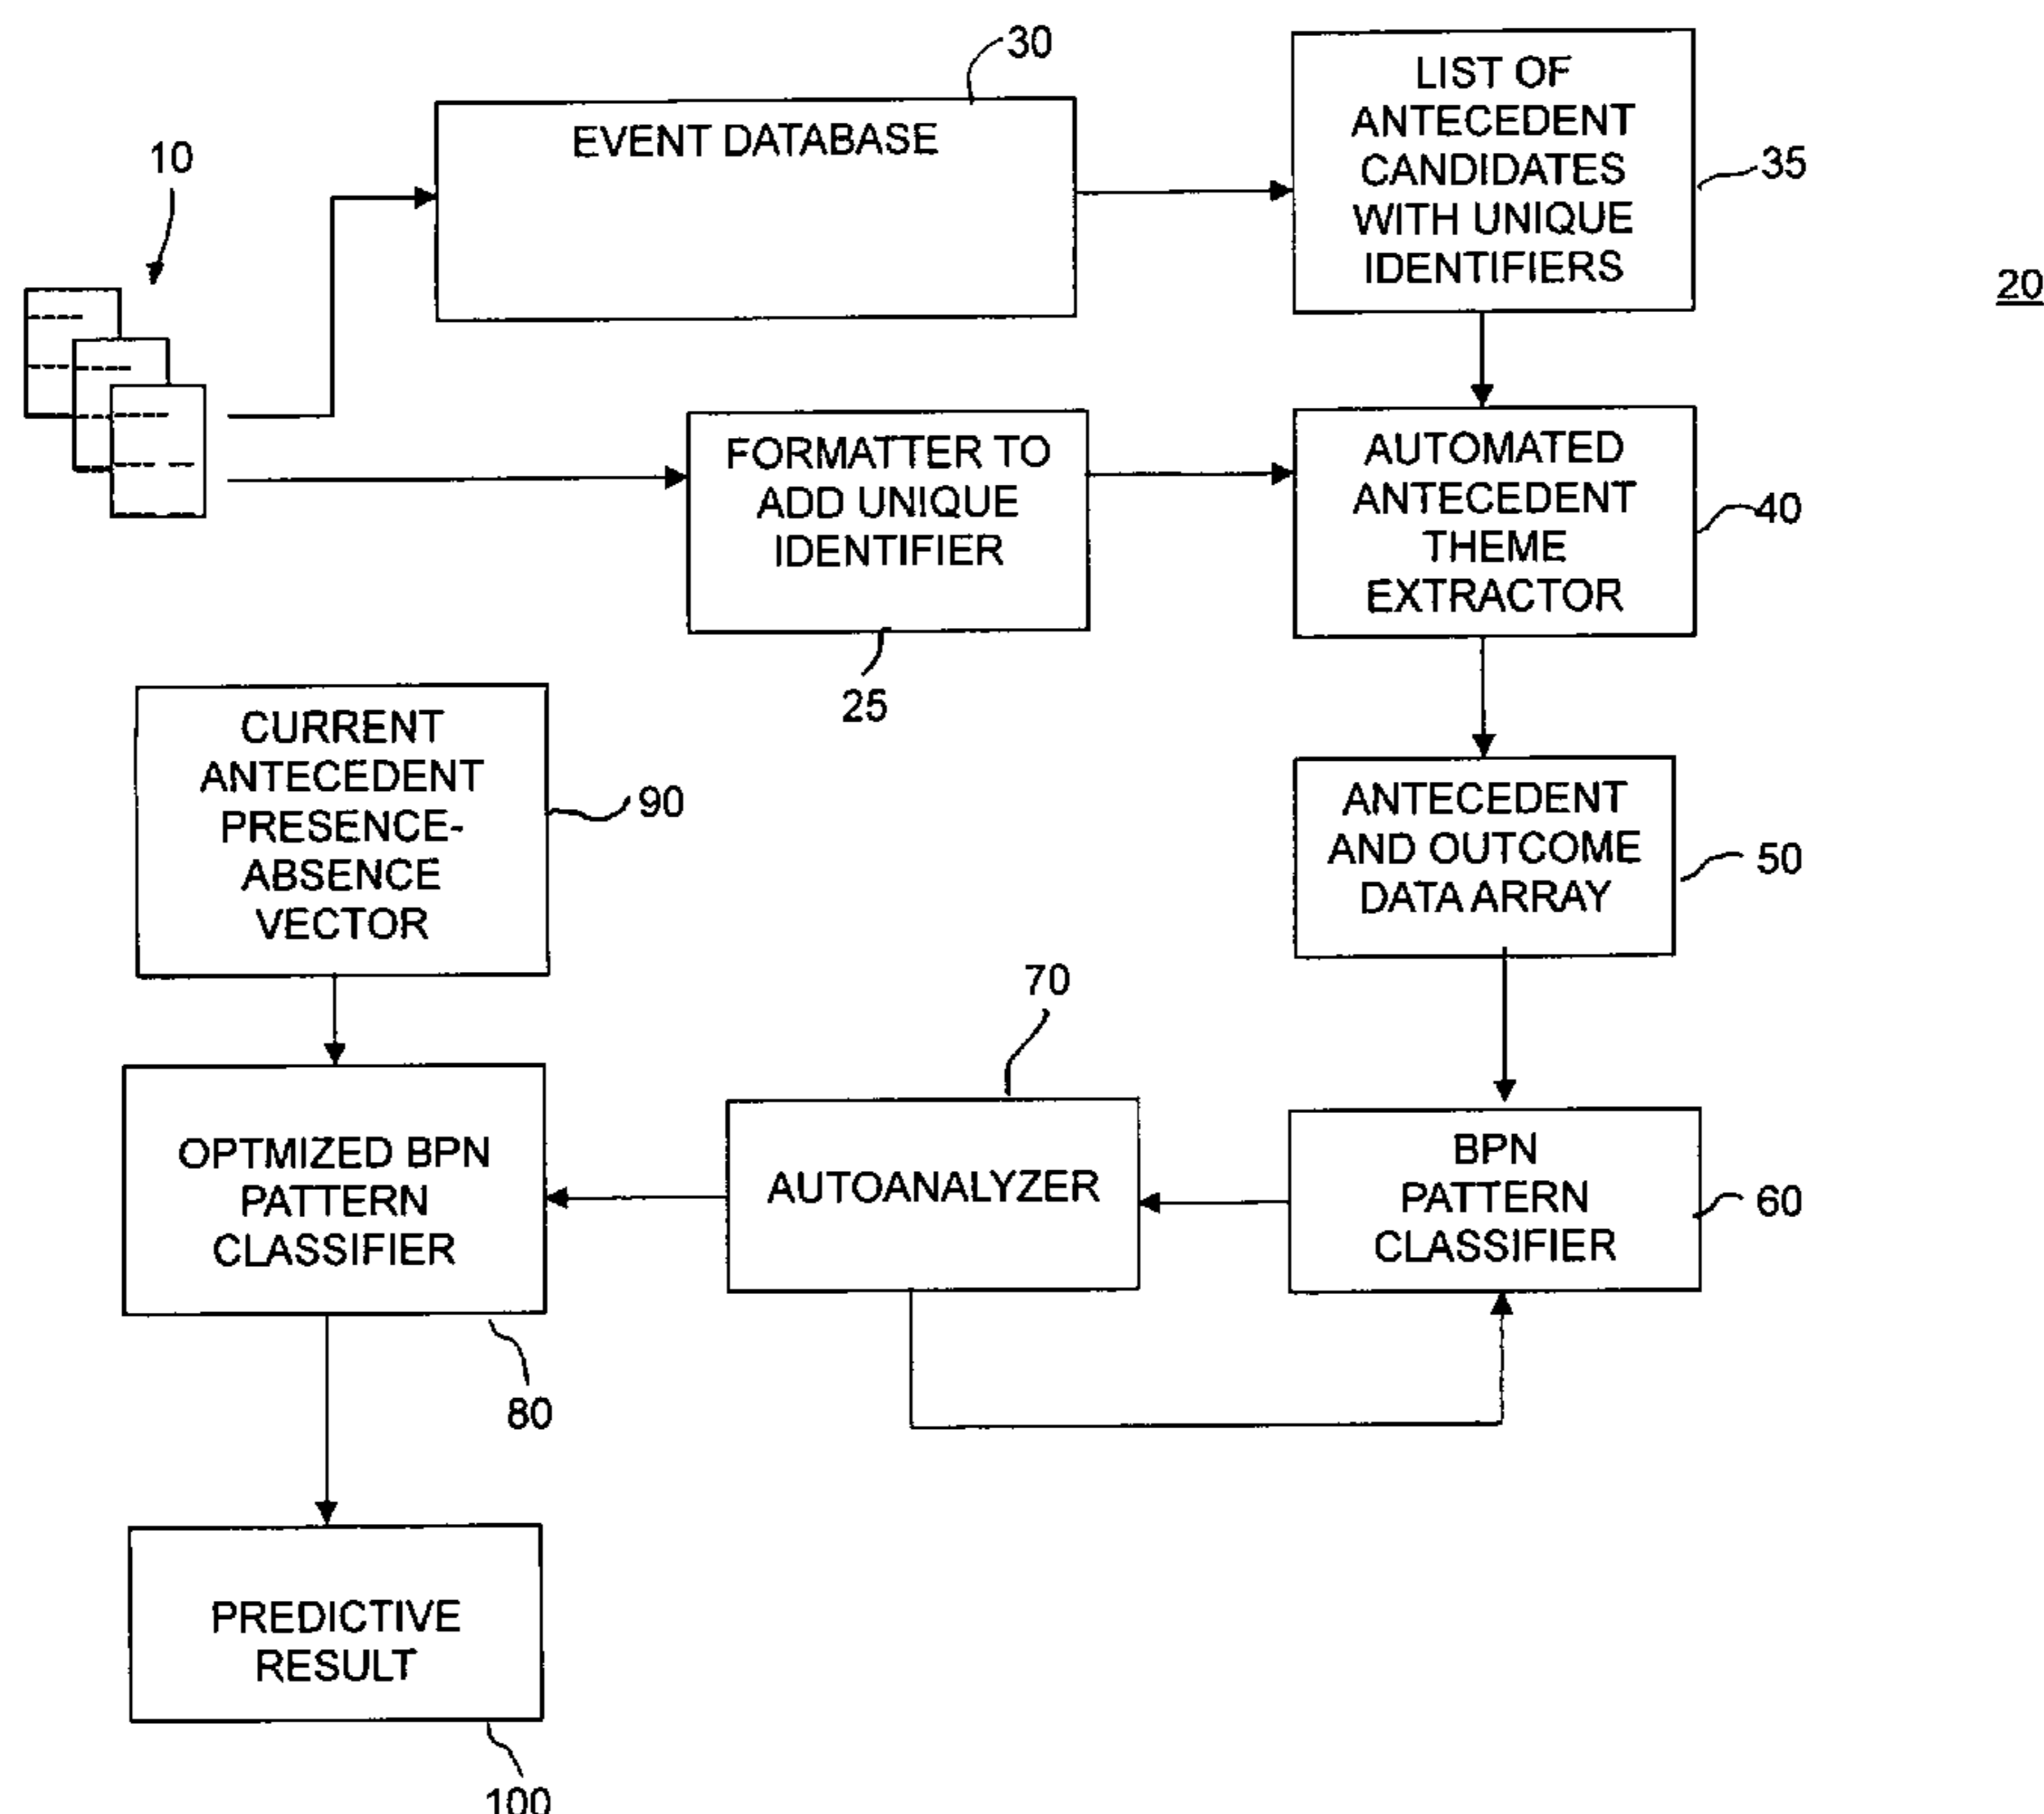 30
EVENT DATABASE
LIST OF
ANTECEDENT
CANDIDATES
WITH UNIQUE
IDENTIFIERS
35
10
20
FORMATTER TO
ADD UNIQUE
IDENTIFIER
25
AUTOMATED
ANTECEDENT
THEME
EXTRACTOR
40
CURRENT
ANTECEDENT
PRESENCE-
ABSENCE
VECTOR
90
ANTECEDENT
AND OUTCOME
DATA ARRAY
50
70
OPTMIZED BPN
PATTERN
CLASSIFIER
80
AUTOANALYZER
BPN
PATTERN
CLASSIFIER
60
PREDICTIVE
RESULT
100